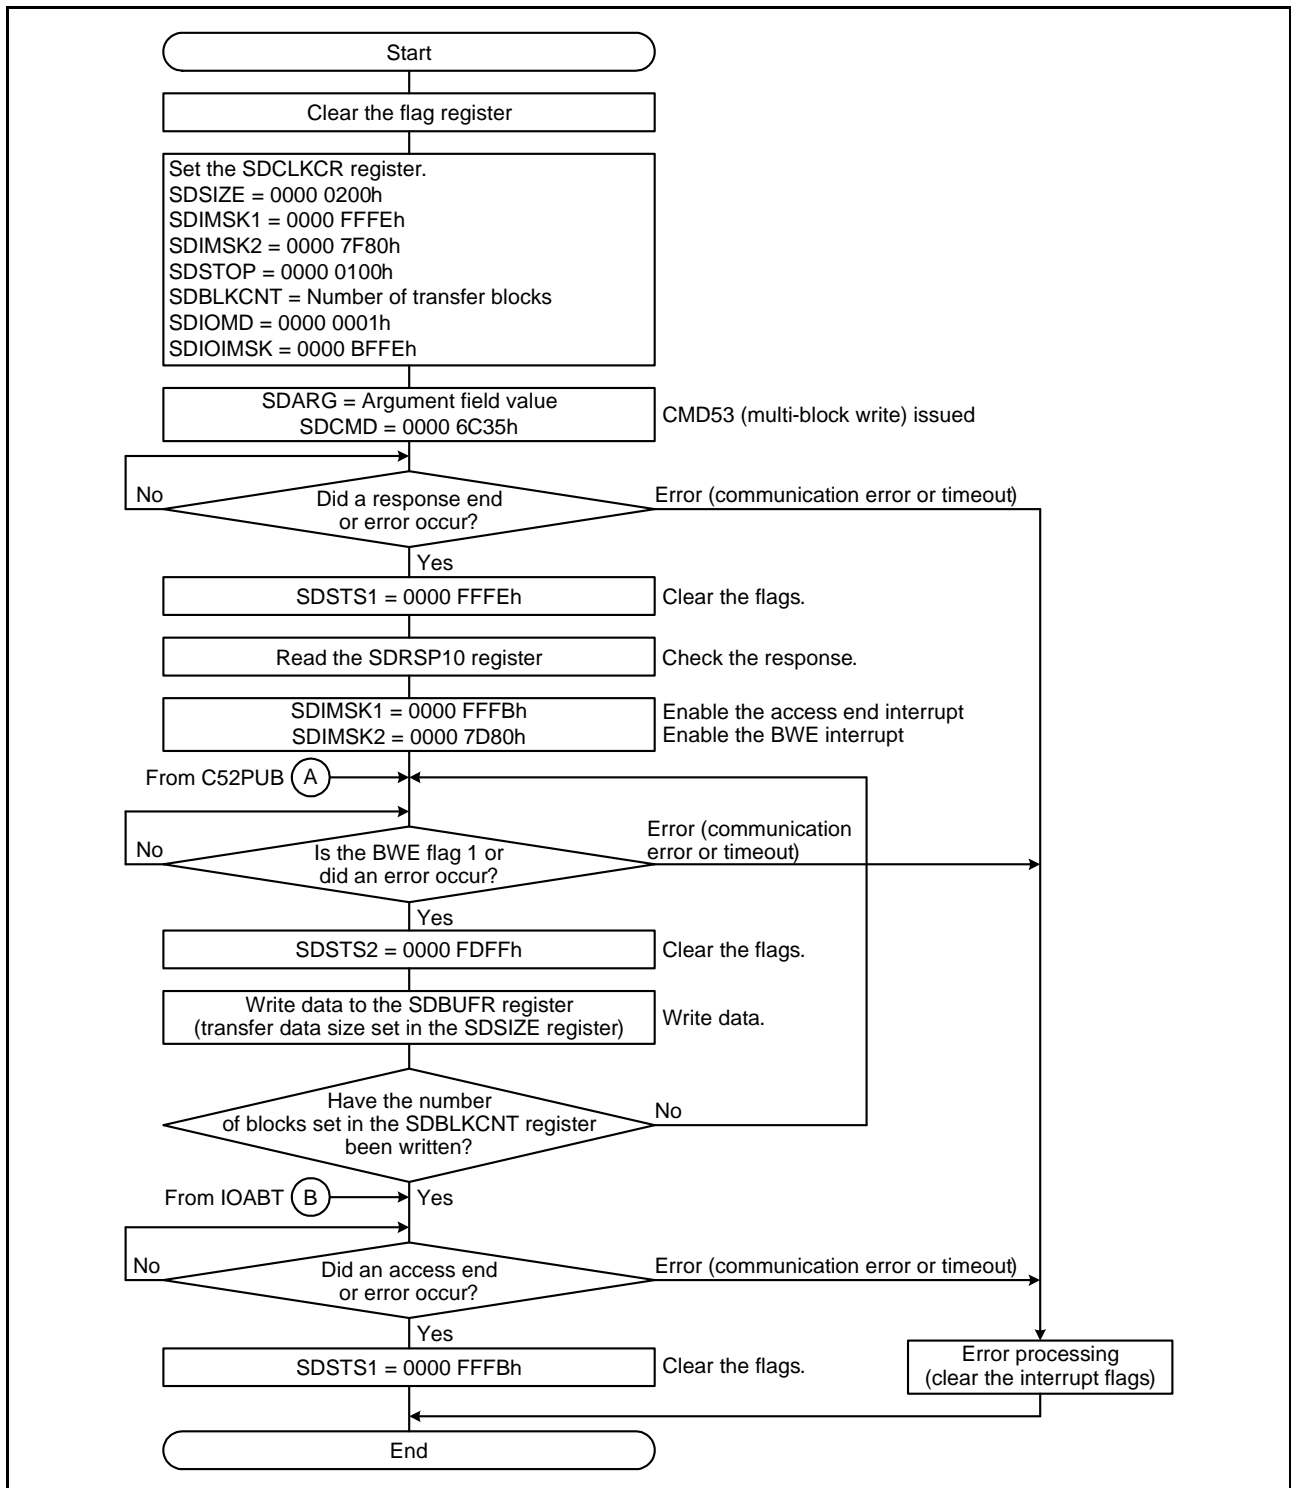 Start
Clear the flag register
Set the SDCLKCR register.
SDSIZE = 0000 0200h
SDIMSK1 = 0000 FFFEh
SDIMSK2 = 0000 7F80h
SDSTOP = 0000 0100h
SDBLKCNT = Number of transfer blocks
SDIOMD = 0000 0001h
SDIOIMSK = 0000 BFFEh
SDARG = Argument field value
SDCMD = 0000 6C35h
CMD53 (multi-block write) issued
No
Did a response end
or error occur?
Error (communication error or timeout)
Yes
SDSTS1 = 0000 FFFEh
Clear the flags.
Read the SDRSP10 register
Check the response.
SDIMSK1 = 0000 FFFBh
SDIMSK2 = 0000 7D80h
Enable the access end interrupt
Enable the BWE interrupt
From C52PUB A
No
Is the BWE flag 1 or
did an error occur?
Error (communication
error or timeout)
Yes
SDSTS2 = 0000 FDFFh
Clear the flags.
Write data to the SDBUFR register
(transfer data size set in the SDSIZE register)
Write data.
Have the number
of blocks set in the SDBLKCNT register
been written?
No
From IOABT B
Yes
No
Did an access end
or error occur?
Error (communication error or timeout)
Yes
SDSTS1 = 0000 FFFBh
Clear the flags.
Error processing
(clear the interrupt flags)
End